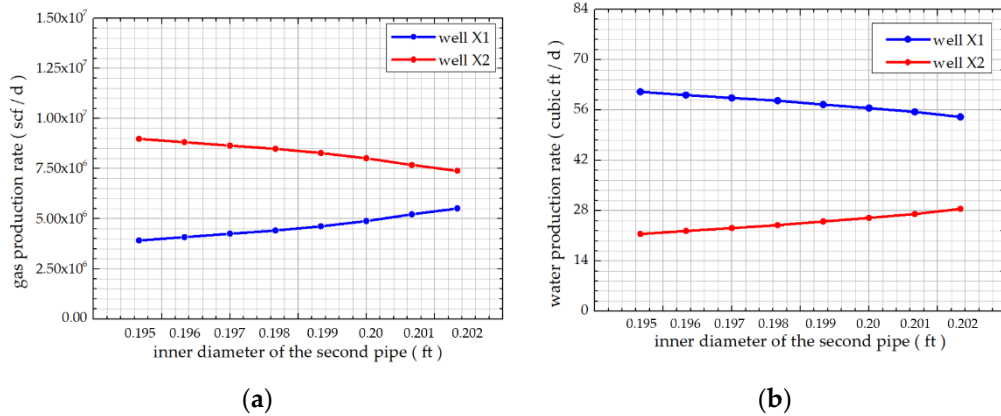 gas production rate ( scf / d )
1.50x10⁷
1.25x10⁷
1.00x10⁷
7.50x10⁶
5.00x10⁶
2.50x10⁶
0.00
well X1
well X2
0.195 0.196 0.197 0.198 0.199 0.20 0.201 0.202
inner diameter of the second pipe ( ft )
(a)
water production rate ( cubic ft / d )
84
70
56
42
28
14
0
well X1
well X2
0.195 0.196 0.197 0.198 0.199 0.20 0.201 0.202
inner diameter of the second pipe ( ft )
(b)